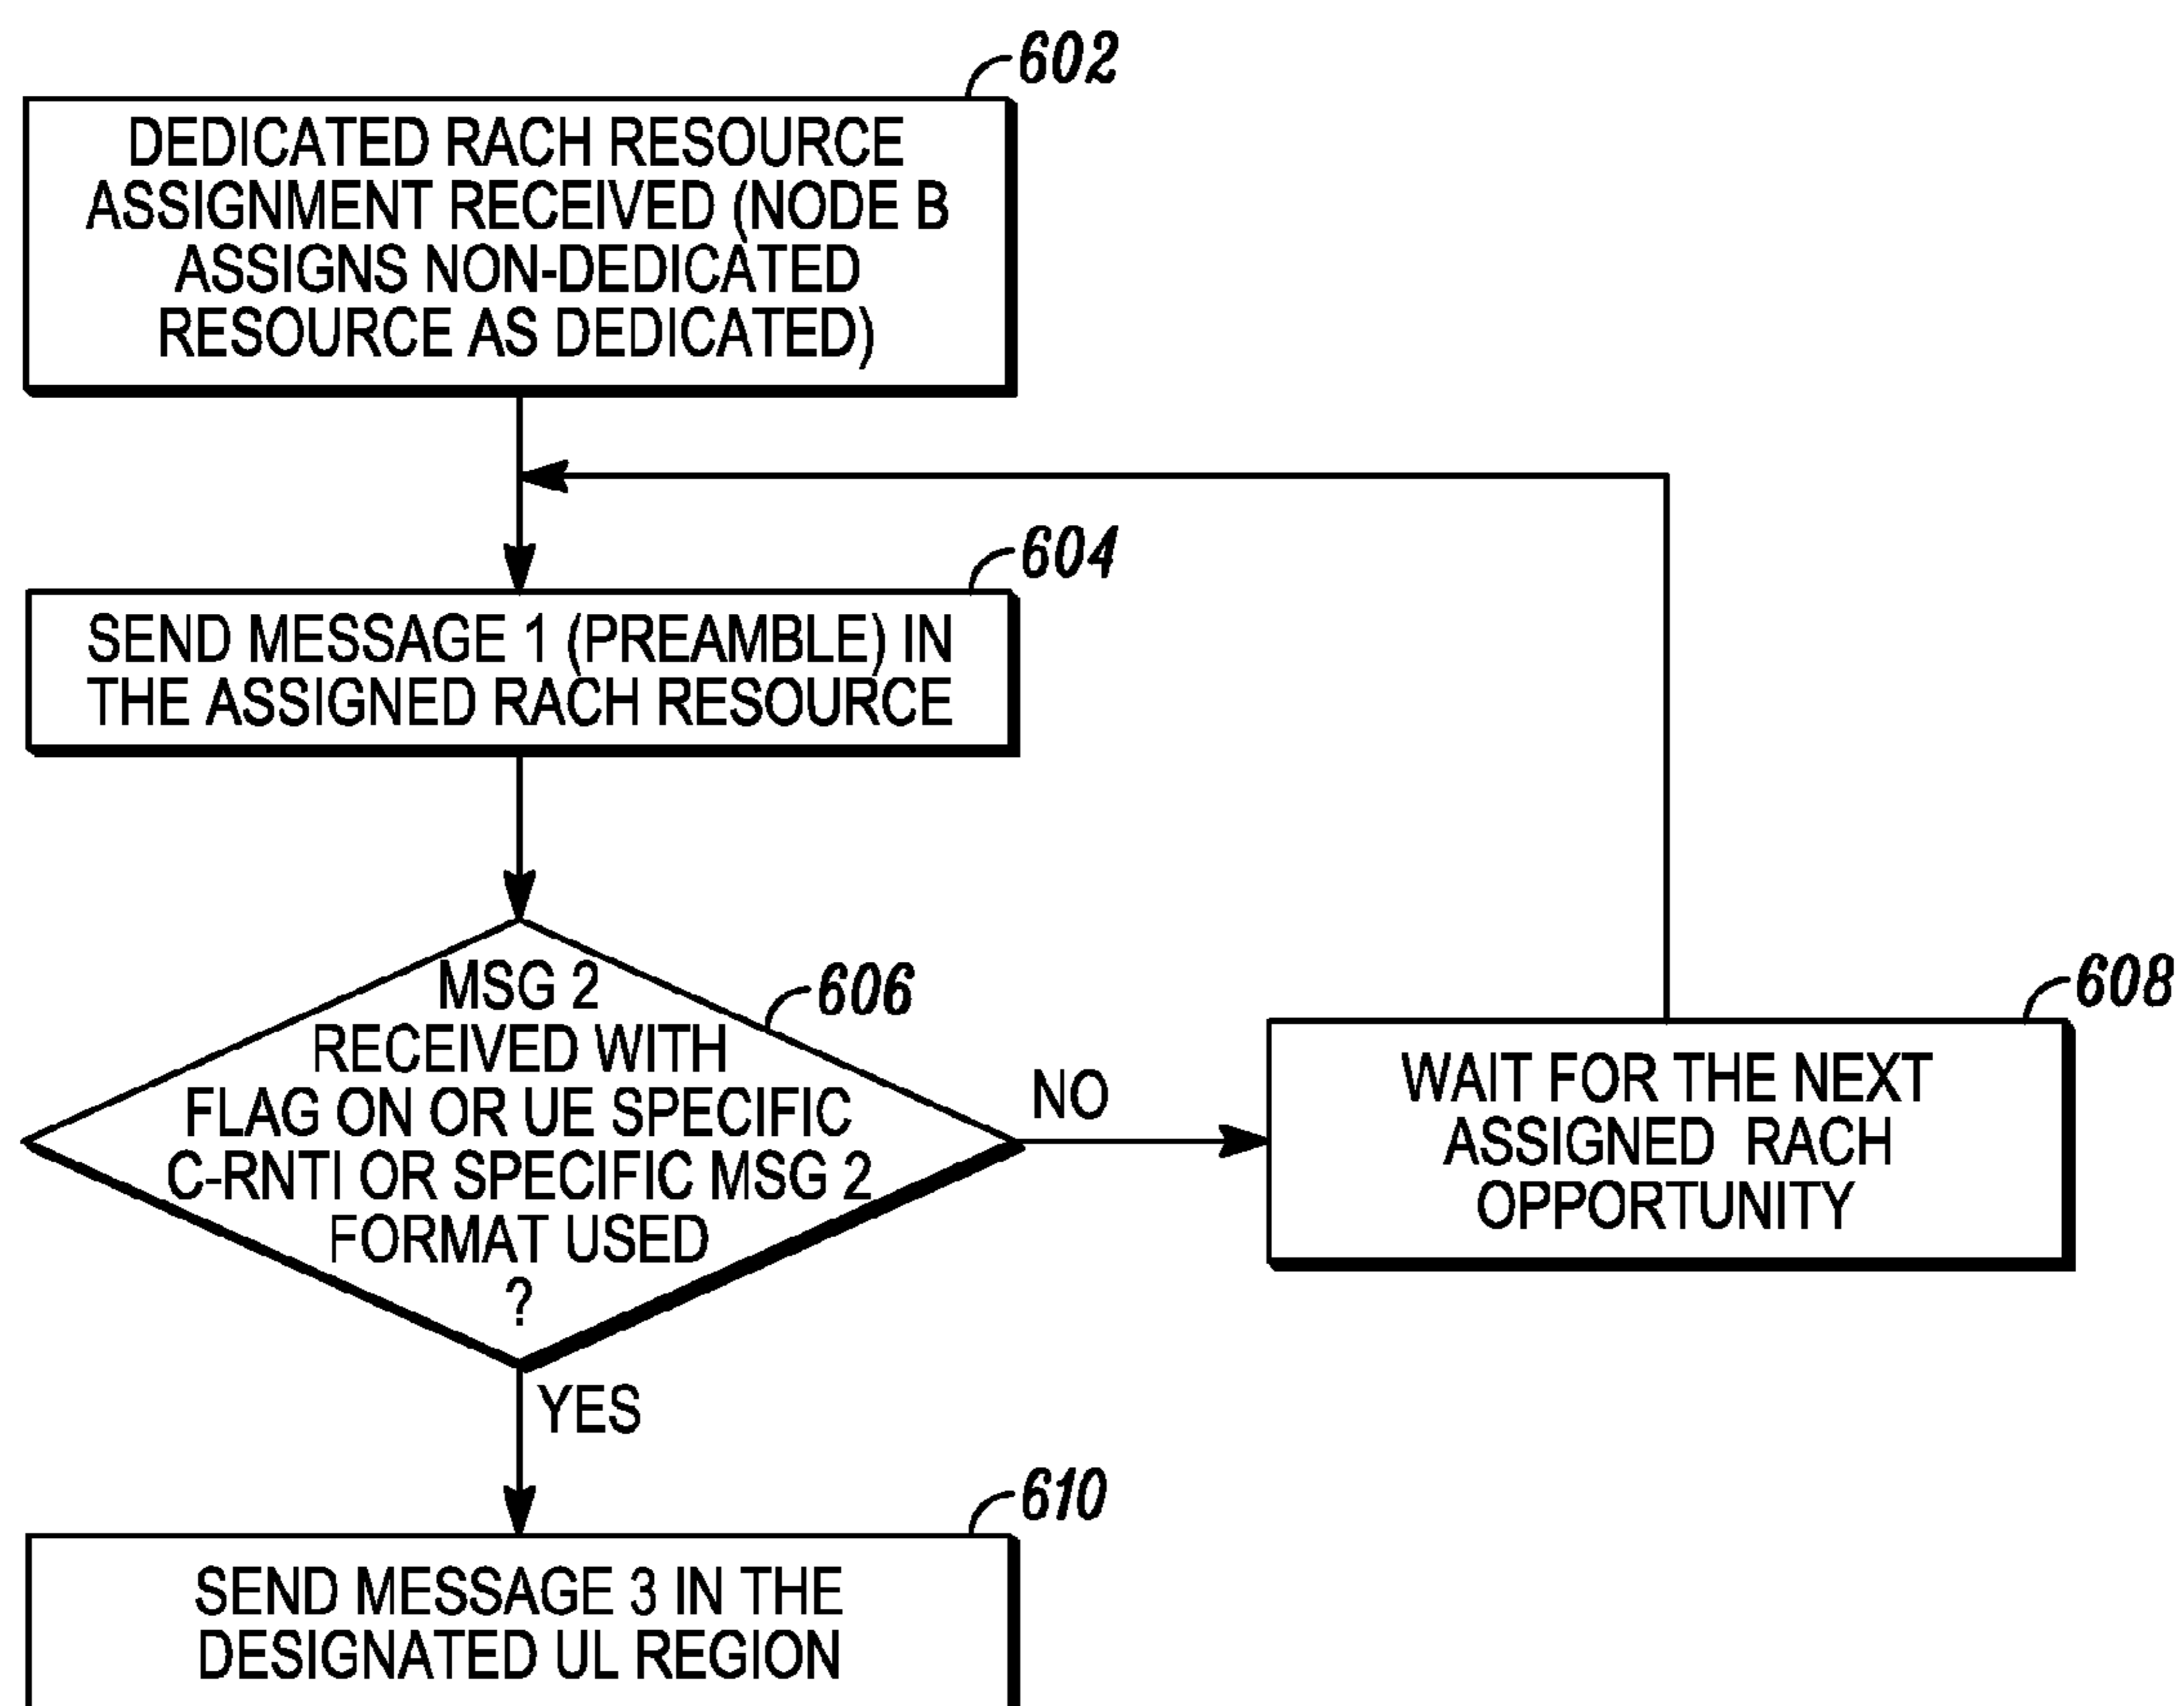 602
DEDICATED RACH RESOURCE
ASSIGNMENT RECEIVED (NODE B
ASSIGNS NON-DEDICATED
RESOURCE AS DEDICATED)
604
SEND MESSAGE 1 (PREAMBLE) IN
THE ASSIGNED RACH RESOURCE
606
MSG 2
RECEIVED WITH
FLAG ON OR UE SPECIFIC
C-RNTI OR SPECIFIC MSG 2
FORMAT USED
?
NO
608
WAIT FOR THE NEXT
ASSIGNED RACH
OPPORTUNITY
YES
610
SEND MESSAGE 3 IN THE
DESIGNATED UL REGION